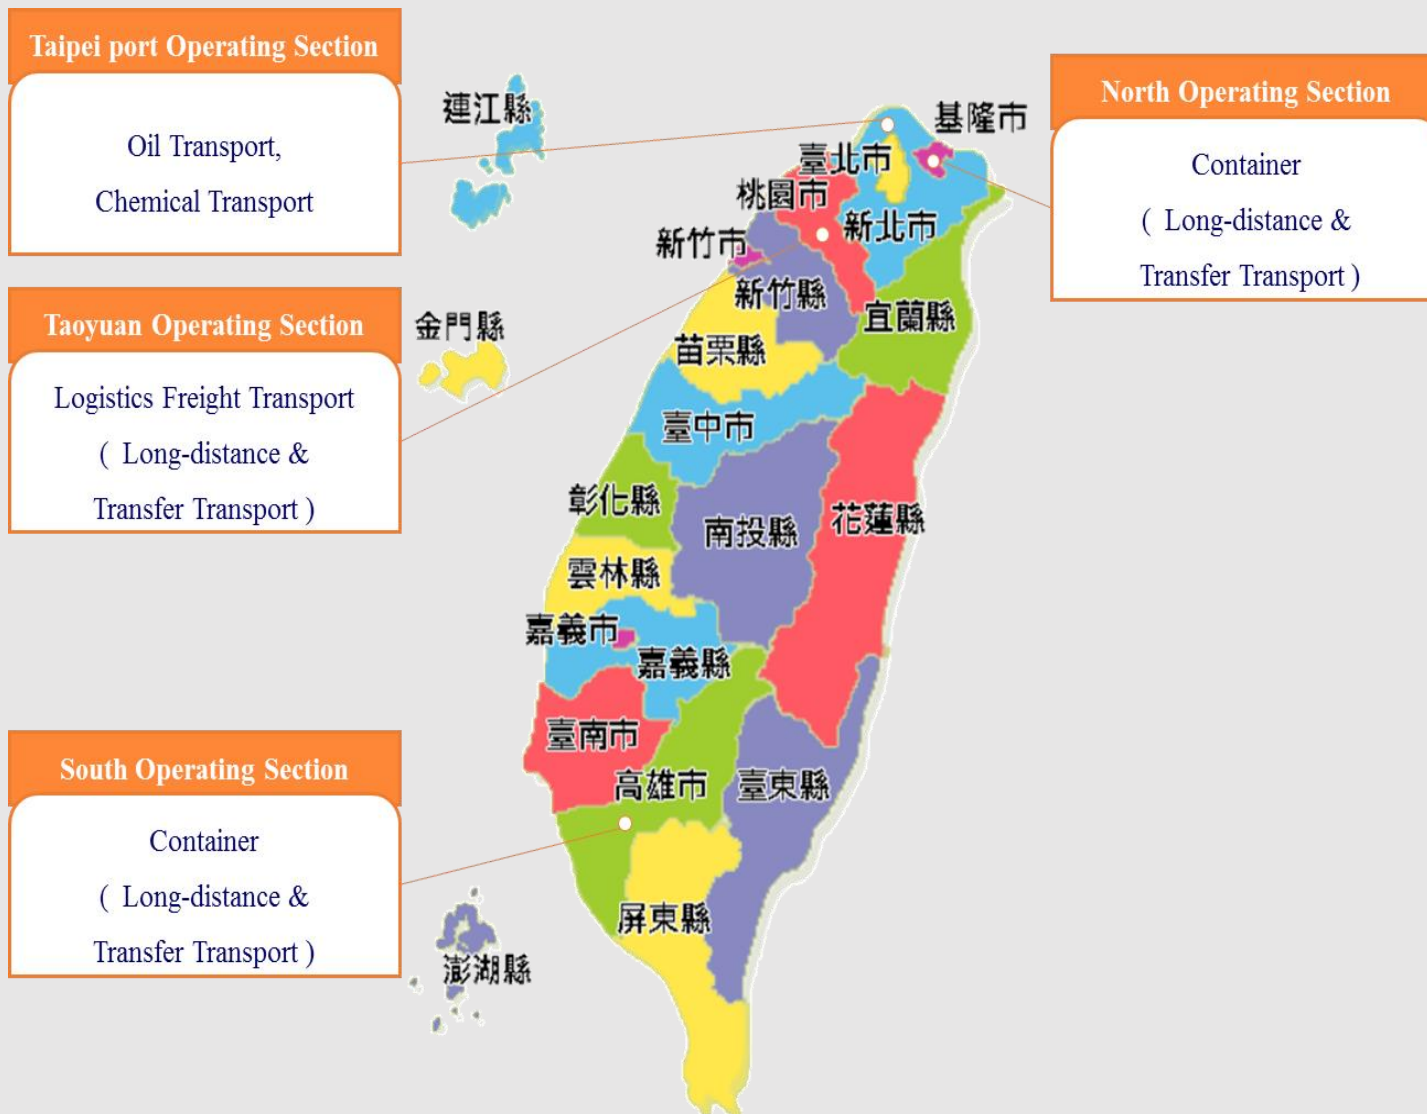 Taipei port Operating Section
Oil Transport,
Chemical Transport
North Operating Section
Container
( Long-distance &
Transfer Transport )
Taoyuan Operating Section
Logistics Freight Transport
( Long-distance &
Transfer Transport )
South Operating Section
Container
( Long-distance &
Transfer Transport )
連江縣
基隆市
臺北市
桃園市
新北市
新竹市
新竹縣
宜蘭縣
金門縣
苗栗縣
臺中市
彰化縣
南投縣
花蓮縣
雲林縣
嘉義市
嘉義縣
臺南市
高雄市
臺東縣
屏東縣
澎湖縣